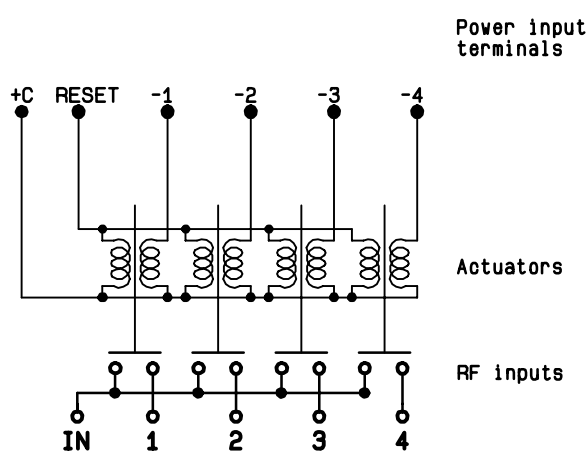 Power input
terminals
+C RESET -1 -2 -3 -4
Actuators
RF inputs
IN 1 2 3 4